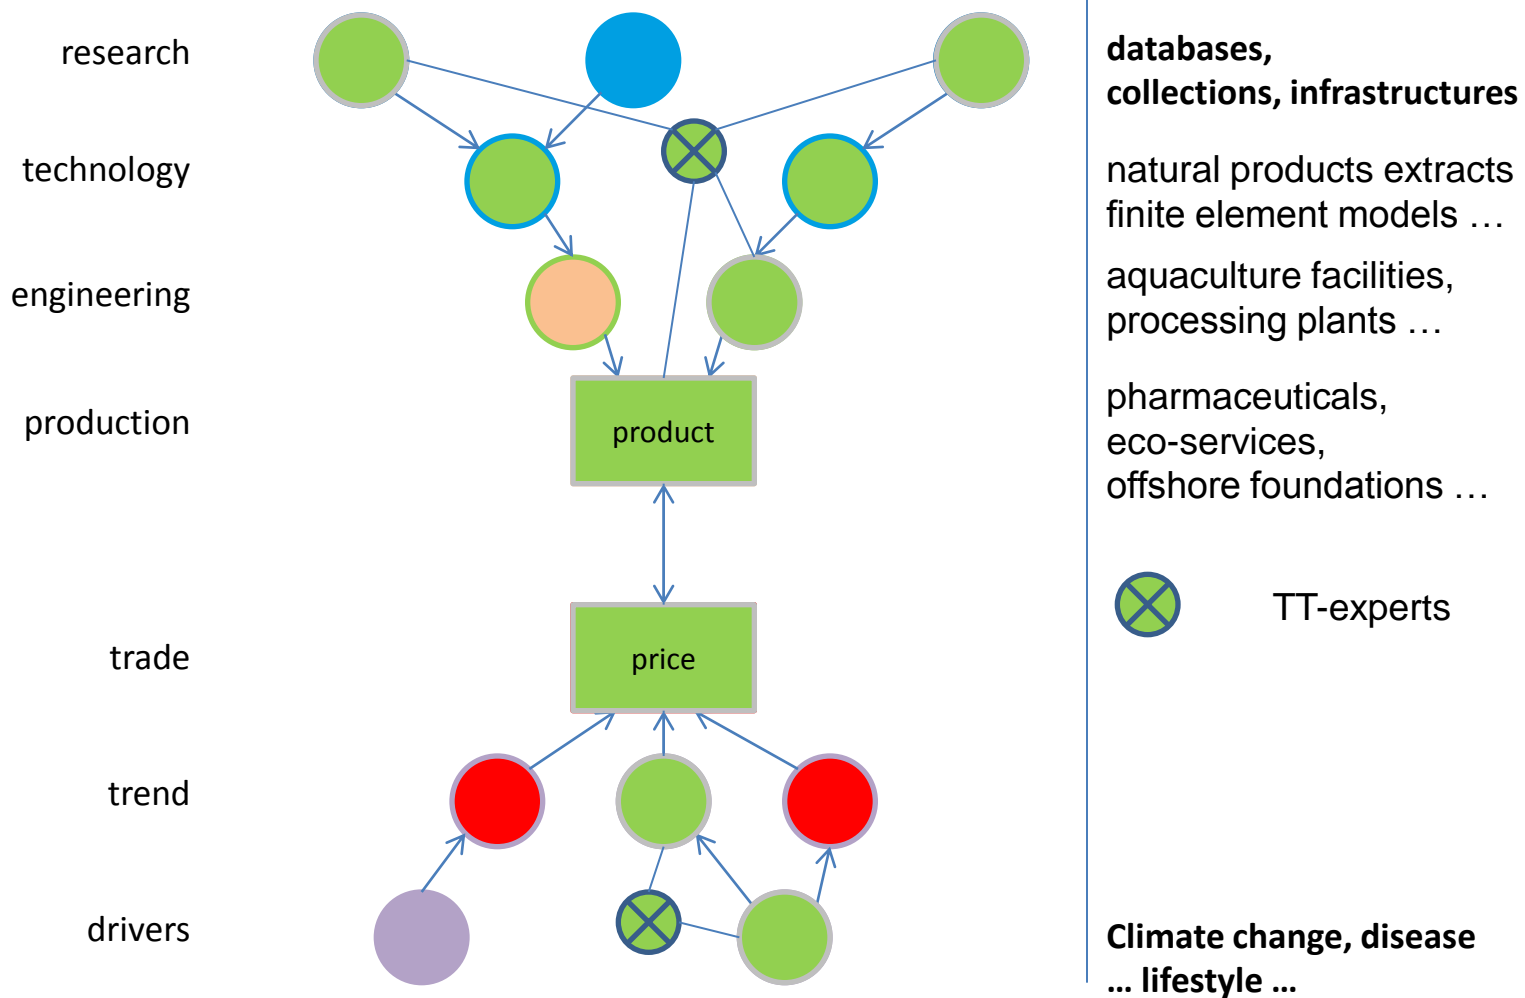 research
databases,
collections, infrastructures
technology
natural products extracts
finite element models …
engineering
aquaculture facilities,
processing plants …
production
product
pharmaceuticals,
eco-services,
offshore foundations …
TT-experts
trade
price
trend
drivers
Climate change, disease
… lifestyle …